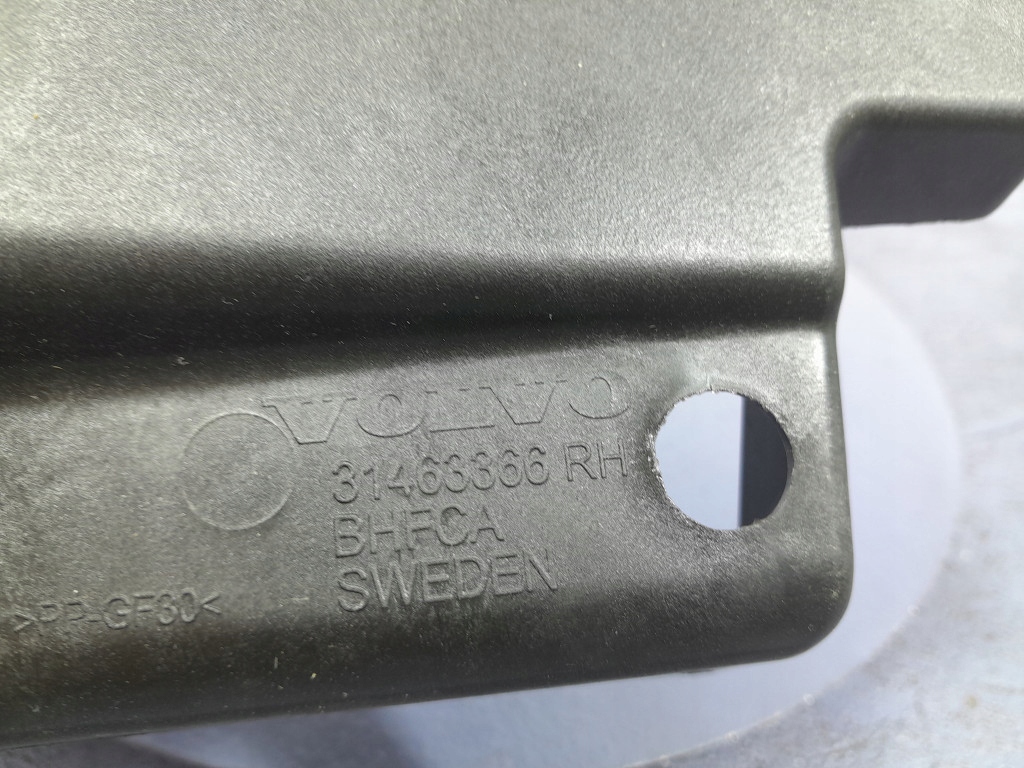 VOLVO
31463366 RH
BHFCA
SWEDEN
>PP-GF30<